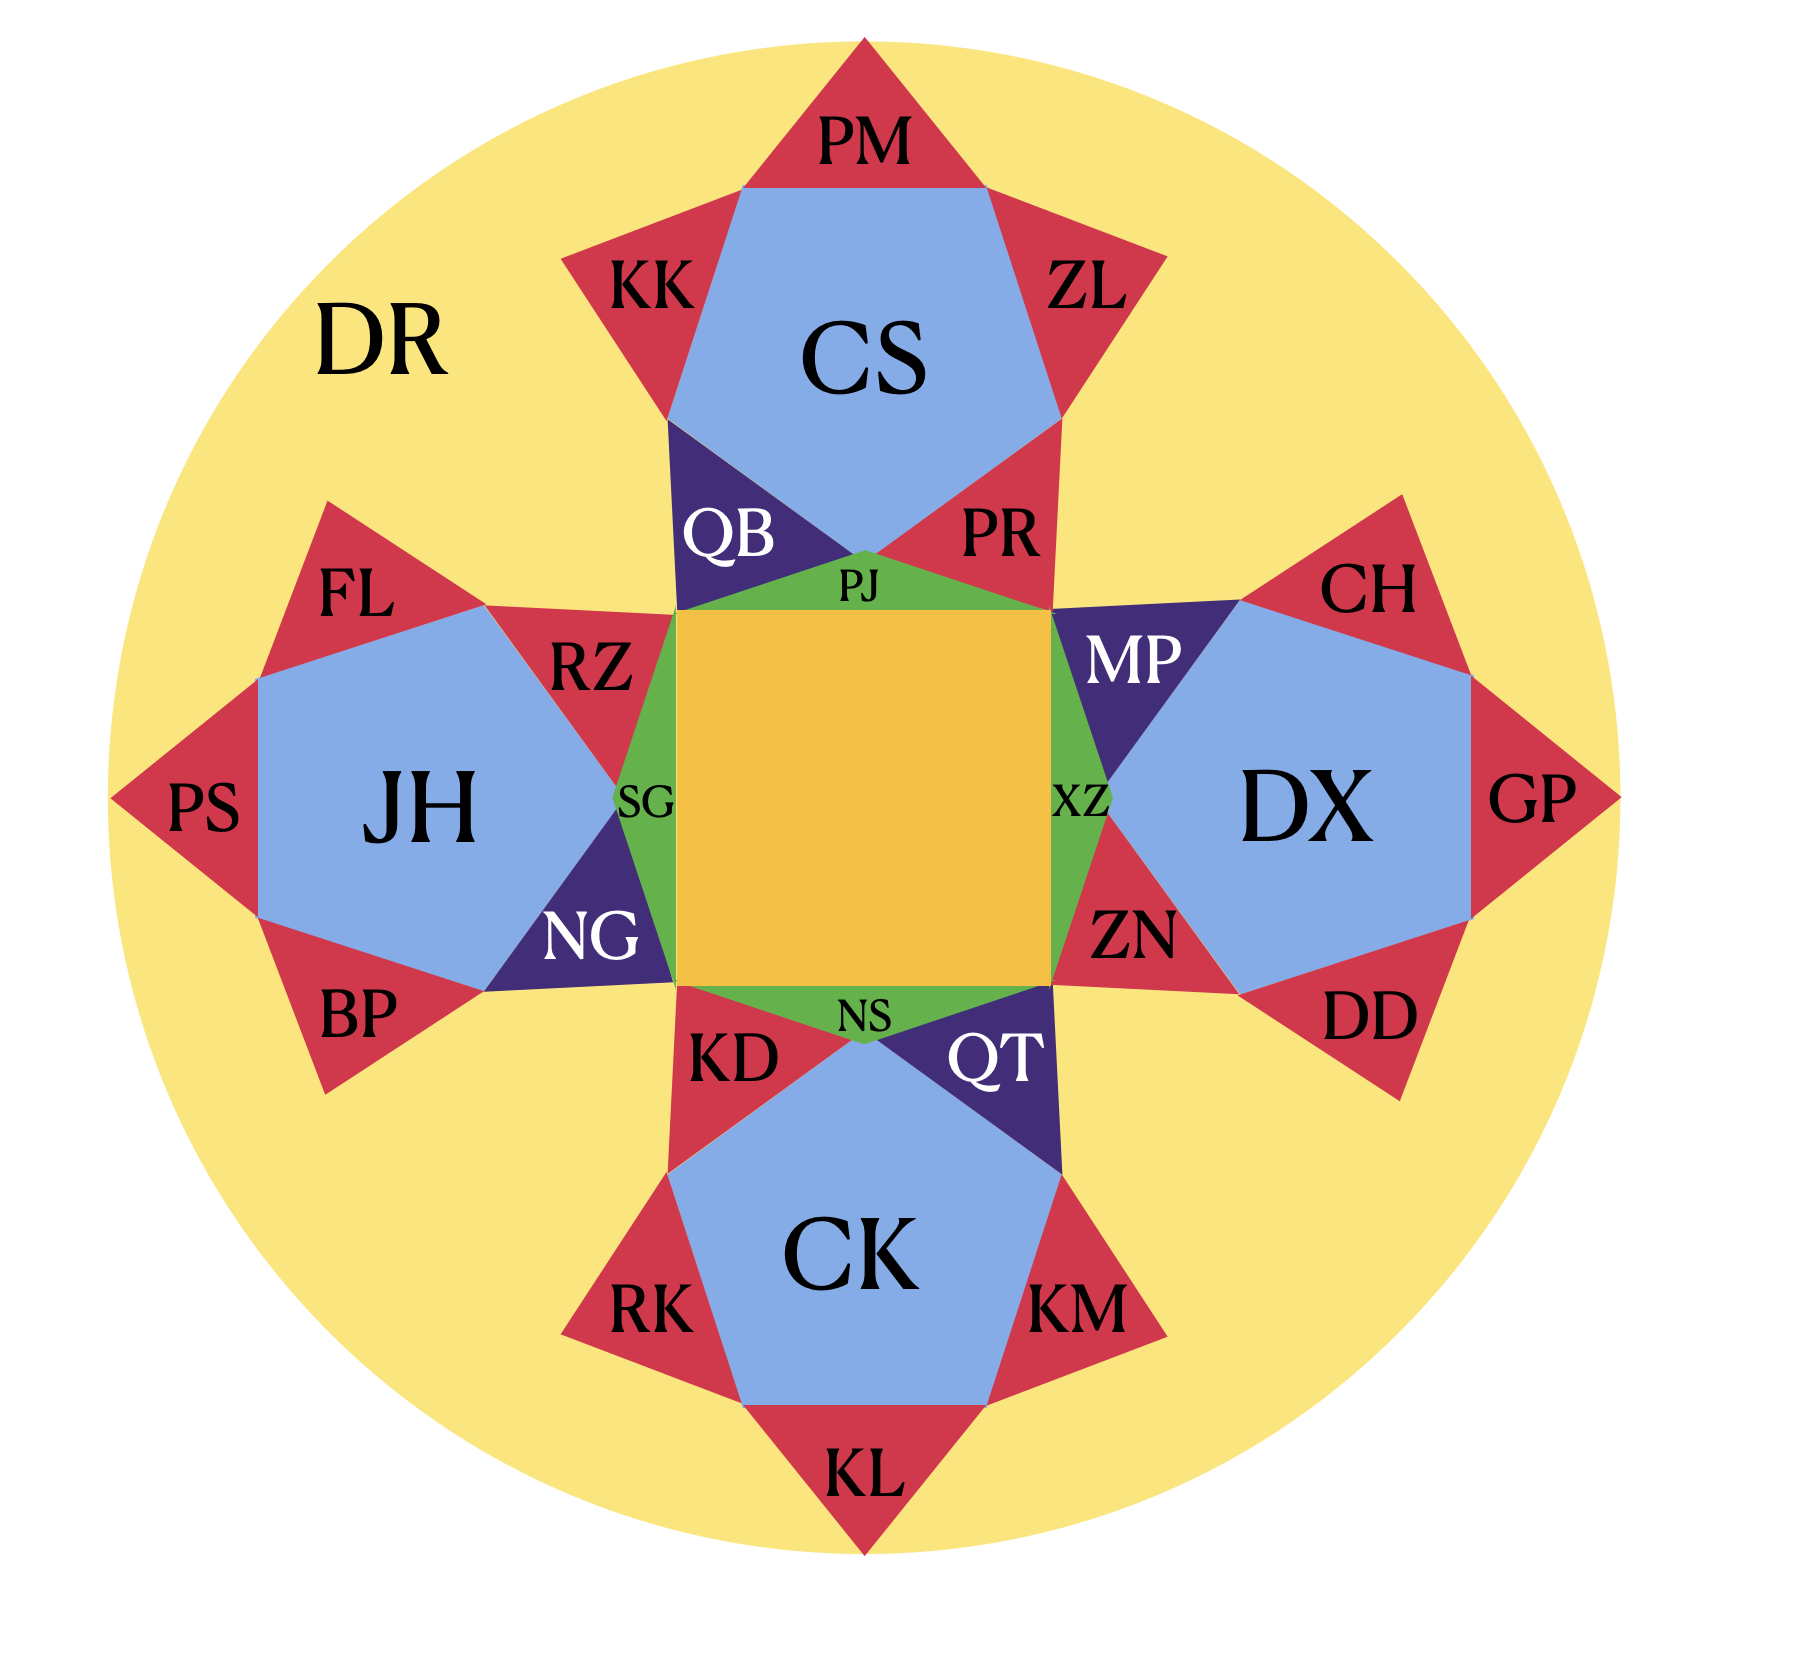 PM
KK
ZL
DR
CS
QB
PR
PJ
FL
CH
RZ
MP
PS
JH
SG
XZ
DX
GP
NG
ZN
BP
NS
DD
KD
QT
CK
RK
KM
KL